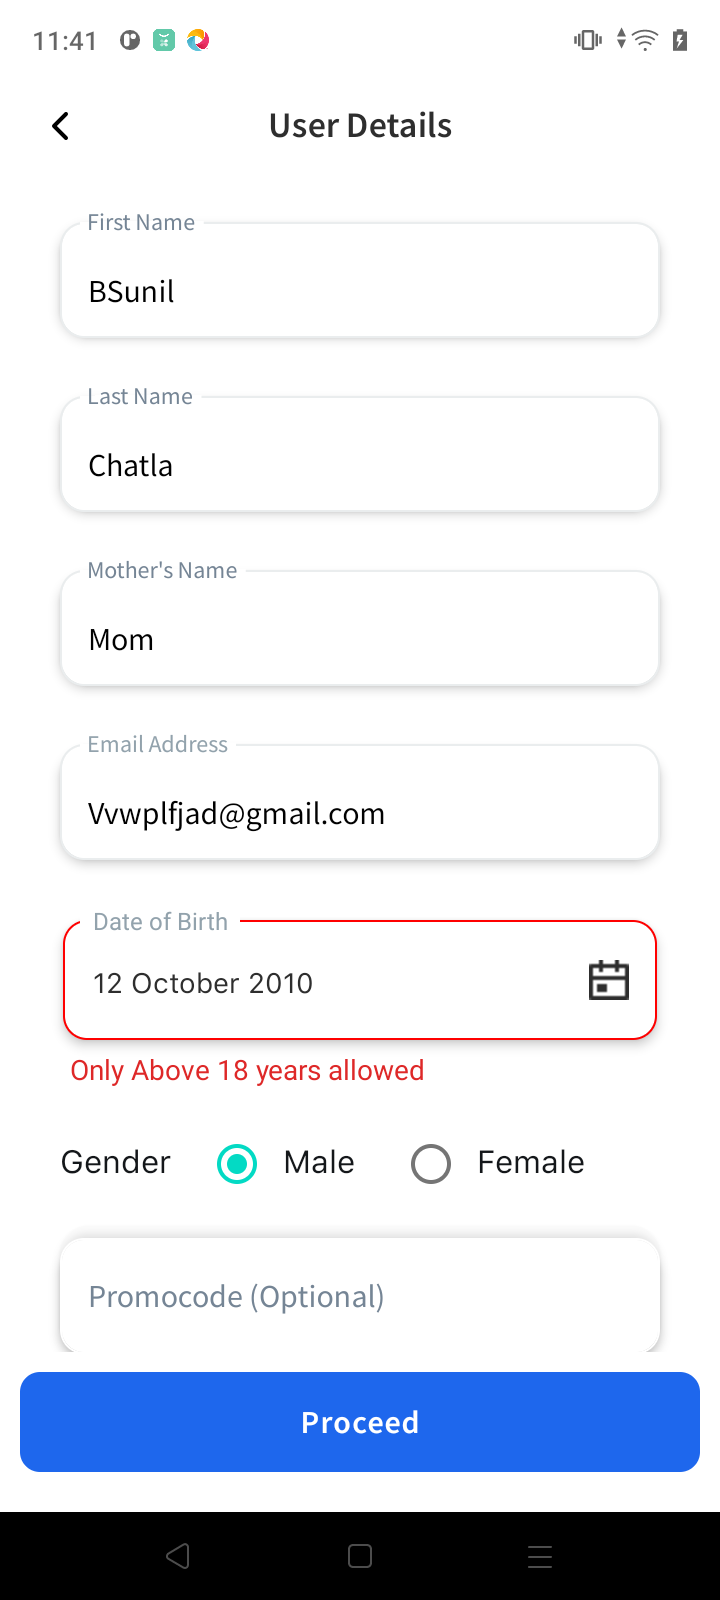 11:41
User Details
First Name
BSunil
Last Name
Chatla
Mother's Name
Mom
Email Address
Vvwplfjad@gmail.com
Date of Birth
12 October 2010
Only Above 18 years allowed
Gender Male Female
Promocode (Optional)
Proceed